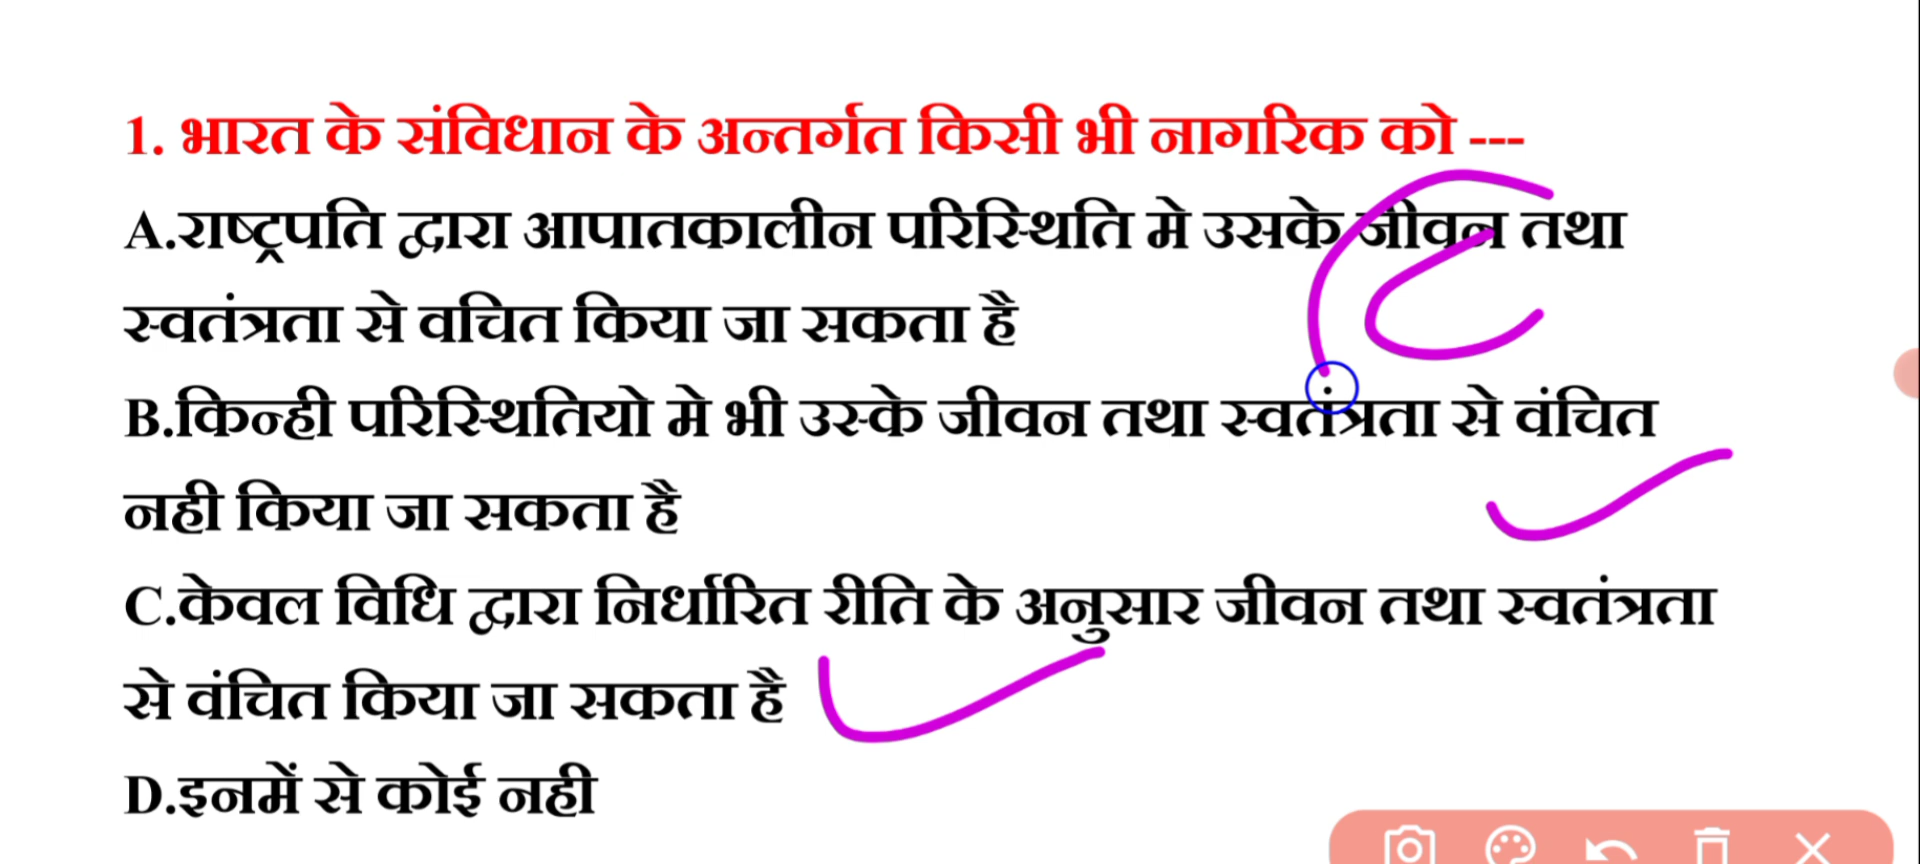 1. भारत के संविधान के अन्तर्गत किसी भी नागरिक को ---
A.राष्ट्रपति द्वारा आपातकालीन परिस्थिति मे उसके जीवन तथा
स्वतंत्रता से वचित किया जा सकता है
B.किन्ही परिस्थितियो मे भी उस्के जीवन तथा स्वतंत्रता से वंचित
नही किया जा सकता है
C.केवल विधि द्वारा निर्धारित रीति के अनुसार जीवन तथा स्वतंत्रता
से वंचित किया जा सकता है
D.इनमें से कोई नही